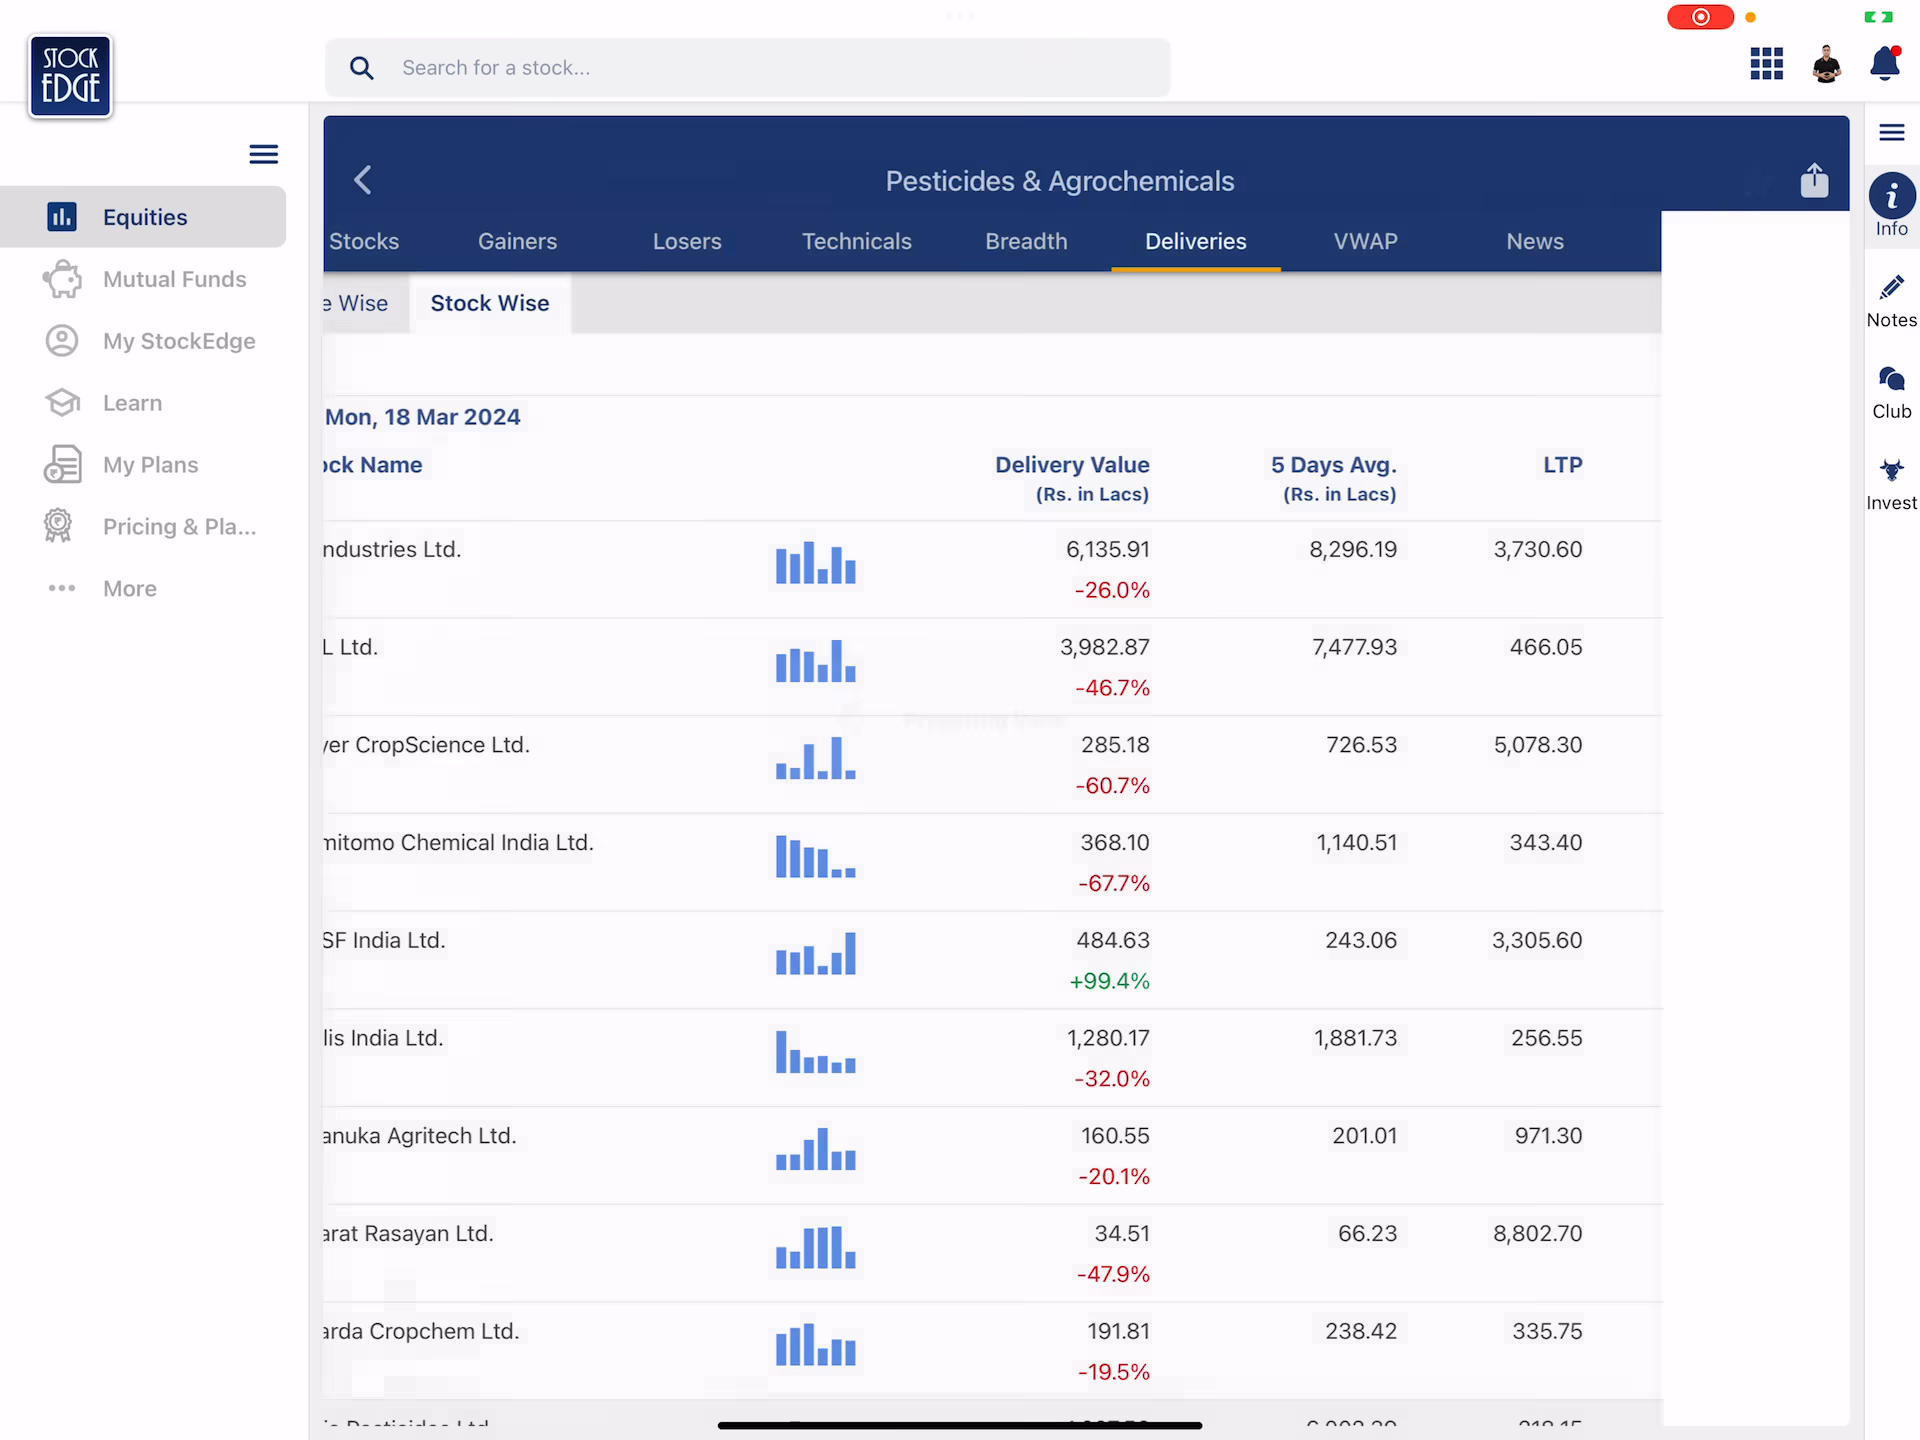 STOCK
EDGE
Search for a stock...
Equities
Mutual Funds
My StockEdge
Learn
My Plans
Pricing & Pla...
More
Pesticides & Agrochemicals
Stocks Gainers Losers Technicals Breadth Deliveries VWAP News
e Wise Stock Wise
Mon, 18 Mar 2024
ock Name Delivery Value 5 Days Avg. LTP
(Rs. in Lacs) (Rs. in Lacs)
ndustries Ltd. 6,135.91 8,296.19 3,730.60
-26.0%
L Ltd. 3,982.87 7,477.93 466.05
-46.7%
yer CropScience Ltd. 285.18 726.53 5,078.30
-60.7%
mitomo Chemical India Ltd. 368.10 1,140.51 343.40
-67.7%
SF India Ltd. 484.63 243.06 3,305.60
+99.4%
llis India Ltd. 1,280.17 1,881.73 256.55
-32.0%
anuka Agritech Ltd. 160.55 201.01 971.30
-20.1%
arat Rasayan Ltd. 34.51 66.23 8,802.70
-47.9%
arda Cropchem Ltd. 191.81 238.42 335.75
-19.5%
Info
Notes
Club
Invest